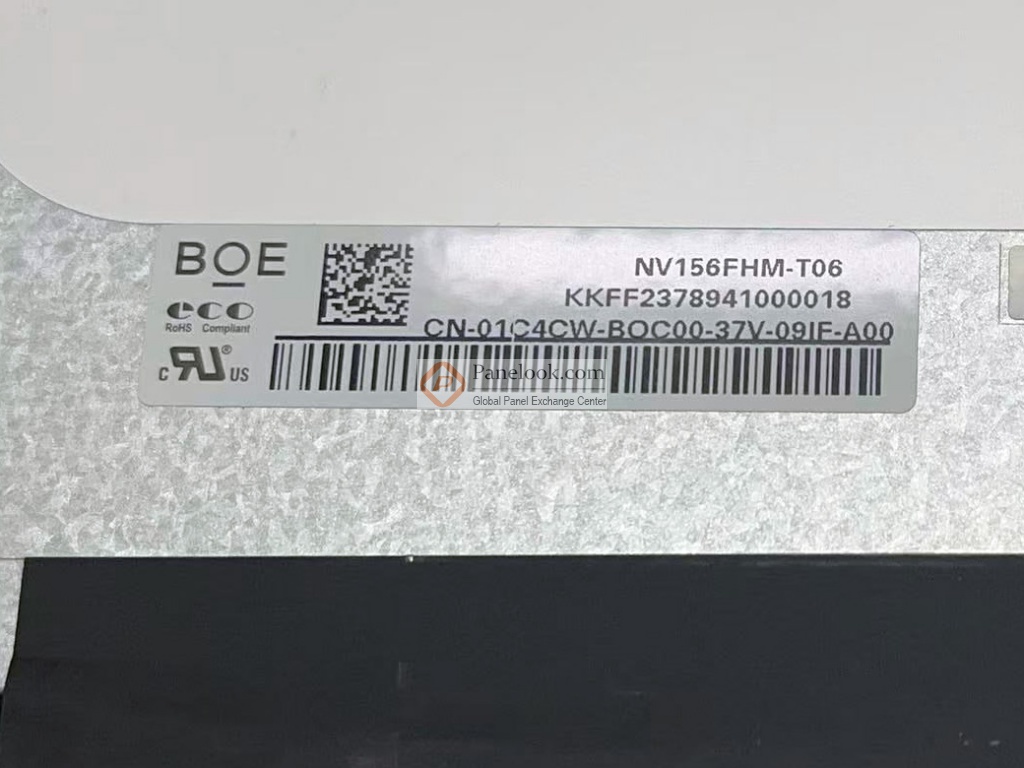 BOE
NV156FHM-T06
KKFF2378941000018
eco
RoHS Compliant
CN-01C4CW-BOC00-37V-09IF-A00
c RU ® US
Panelook.com
Global Panel Exchange Center